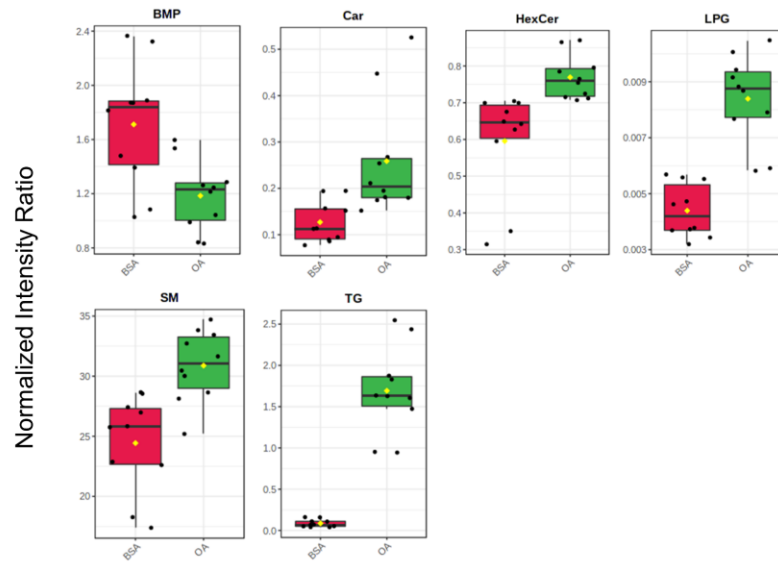 BMP
2.4
2.0
1.6
1.2
0.8
BSA
OA
Car
0.5
0.4
0.3
0.2
0.1
BSA
OA
HexCer
0.8
0.7
0.6
0.5
0.4
0.3
BSA
OA
LPG
0.009
0.007
0.005
0.003
BSA
OA
Normalized Intensity Ratio
SM
35
30
25
20
BSA
OA
TG
2.5
2.0
1.5
1.0
0.5
0.0
BSA
OA